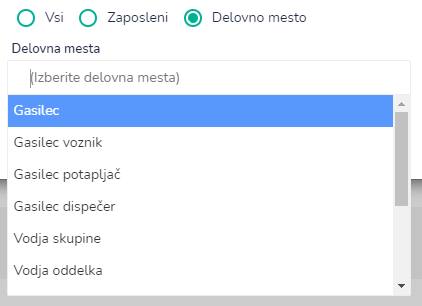 Vsi Zaposleni Delovno mesto
Delovna mesta
(Izberite delovna mesta)
Gasilec
Gasilec voznik
Gasilec potapljač
Gasilec dispečer
Vodja skupine
Vodja oddelka